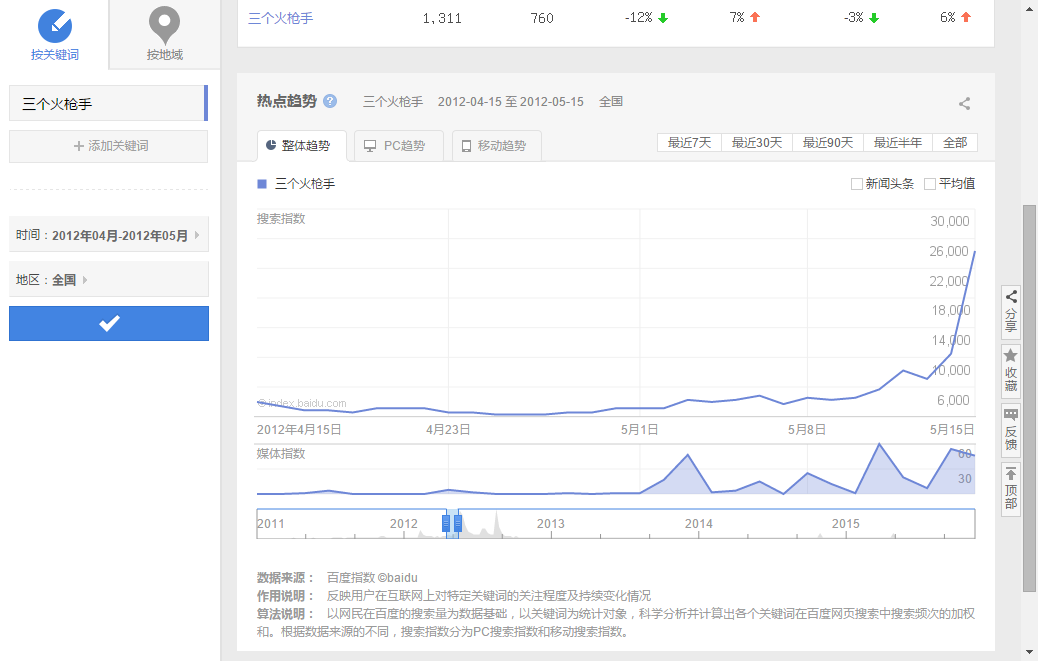 按关键词
按地域
三个火枪手
+ 添加关键词
时间：2012年04月-2012年05月
地区：全国
三个火枪手 1,311 760 -12% 7% -3% 6%
热点趋势 ? 三个火枪手 2012-04-15 至 2012-05-15 全国
整体趋势 PC趋势 移动趋势
最近7天 最近30天 最近90天 最近半年 全部
三个火枪手
新闻头条 平均值
搜索指数
30,000
26,000
22,000
18,000
14,000
10,000
6,000
©index.baidu.com
2012年4月15日 4月23日 5月1日 5月8日 5月15日
媒体指数
60
30
2011 2012 2013 2014 2015
数据来源： 百度指数 ©baidu
作用说明： 反映用户在互联网上对特定关键词的关注程度及持续变化情况
算法说明： 以网民在百度的搜索量为数据基础，以关键词为统计对象，科学分析并计算出各个关键词在百度网页搜索中搜索频次的加权
和。根据数据来源的不同，搜索指数分为PC搜索指数和移动搜索指数。
分享
收藏
反馈
顶部